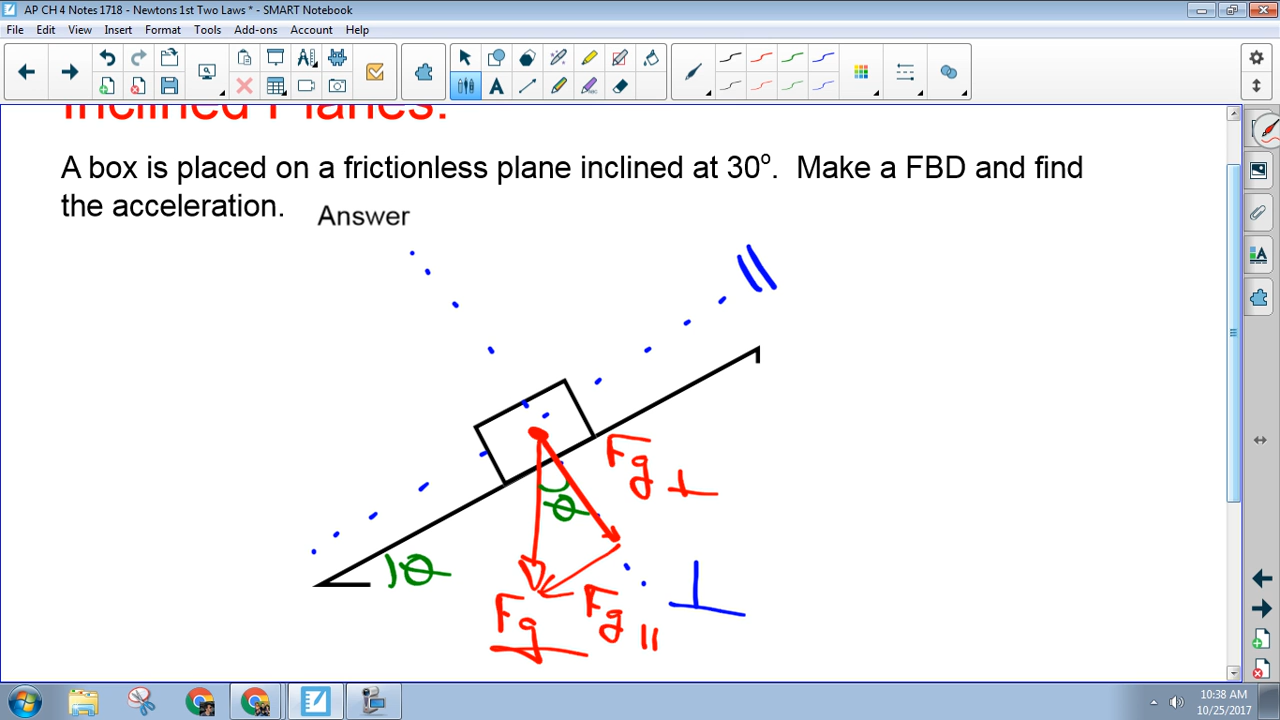 AP CH 4 Notes 1718 - Newtons 1st Two Laws * - SMART Notebook
File Edit View Insert Format Tools Add-ons Account Help
Inclined Planes:
A box is placed on a frictionless plane inclined at 30°. Make a FBD and find
the acceleration.
Answer
||
Fg ⊥
θ
θ
⊥
Fg
Fg ||
10:38 AM
10/25/2017